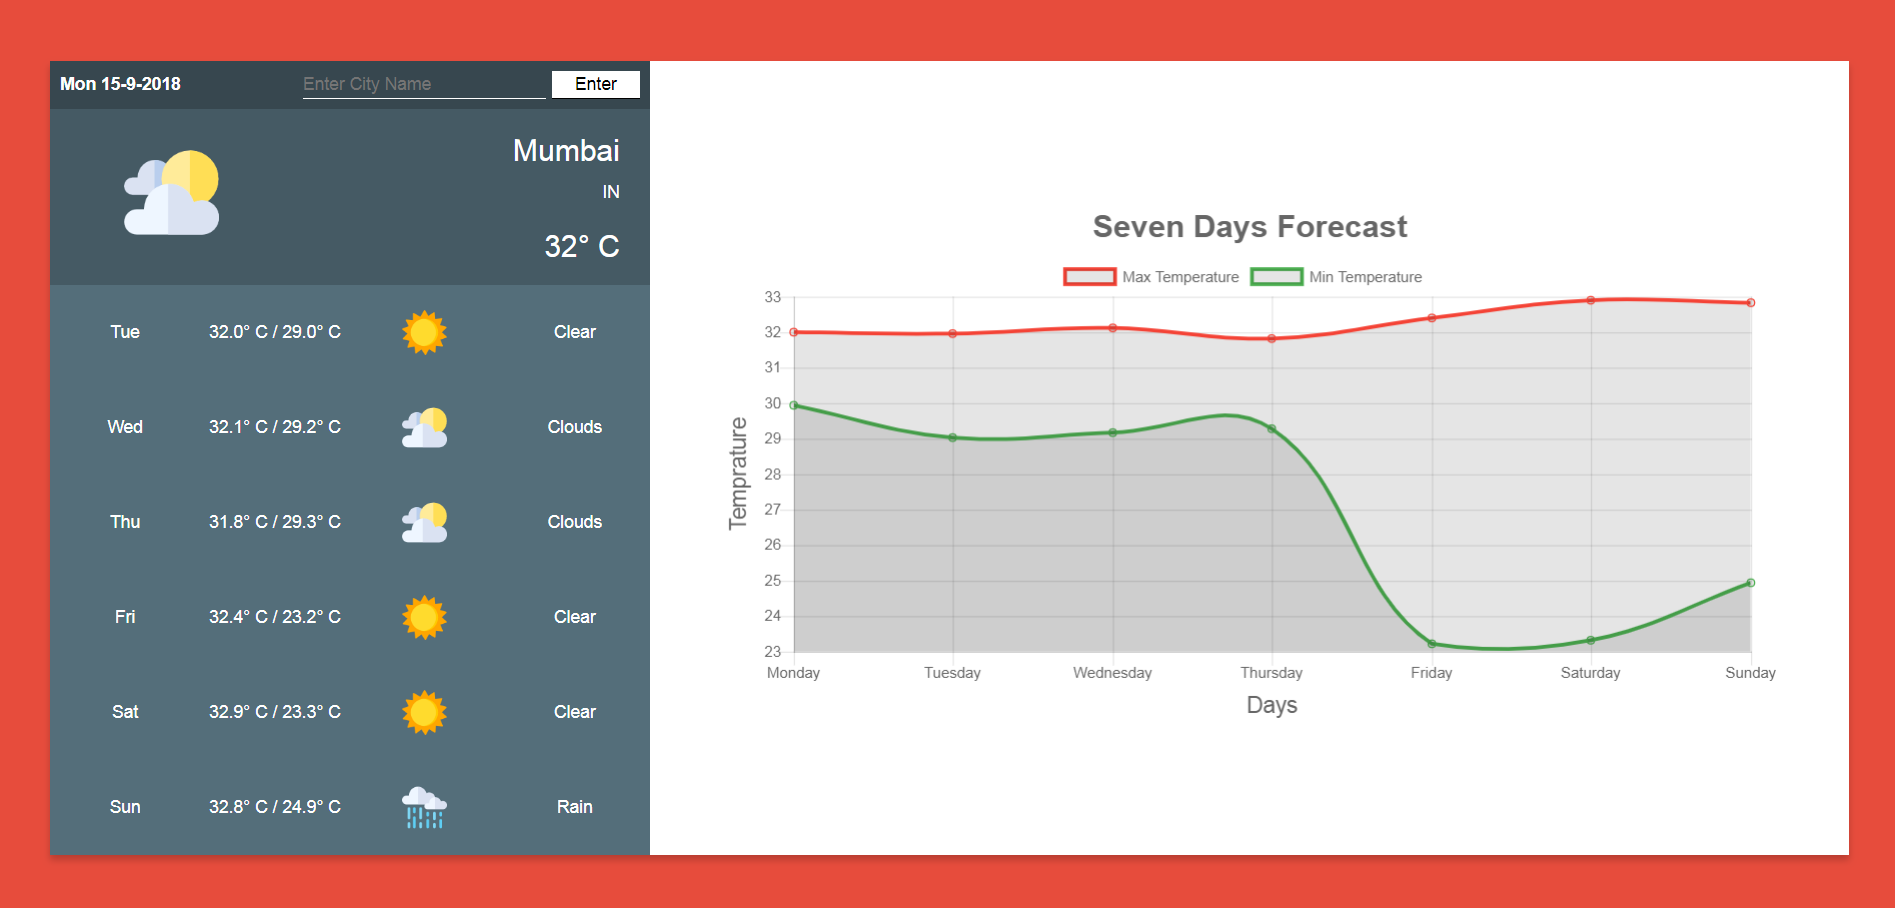 Mon 15-9-2018
Enter City Name
Enter
Mumbai
IN
32° C
Tue 32.0° C / 29.0° C Clear
Wed 32.1° C / 29.2° C Clouds
Thu 31.8° C / 29.3° C Clouds
Fri 32.4° C / 23.2° C Clear
Sat 32.9° C / 23.3° C Clear
Sun 32.8° C / 24.9° C Rain
Seven Days Forecast
Max Temperature Min Temperature
Temprature
33
32
31
30
29
28
27
26
25
24
23
Monday Tuesday Wednesday Thursday Friday Saturday Sunday
Days